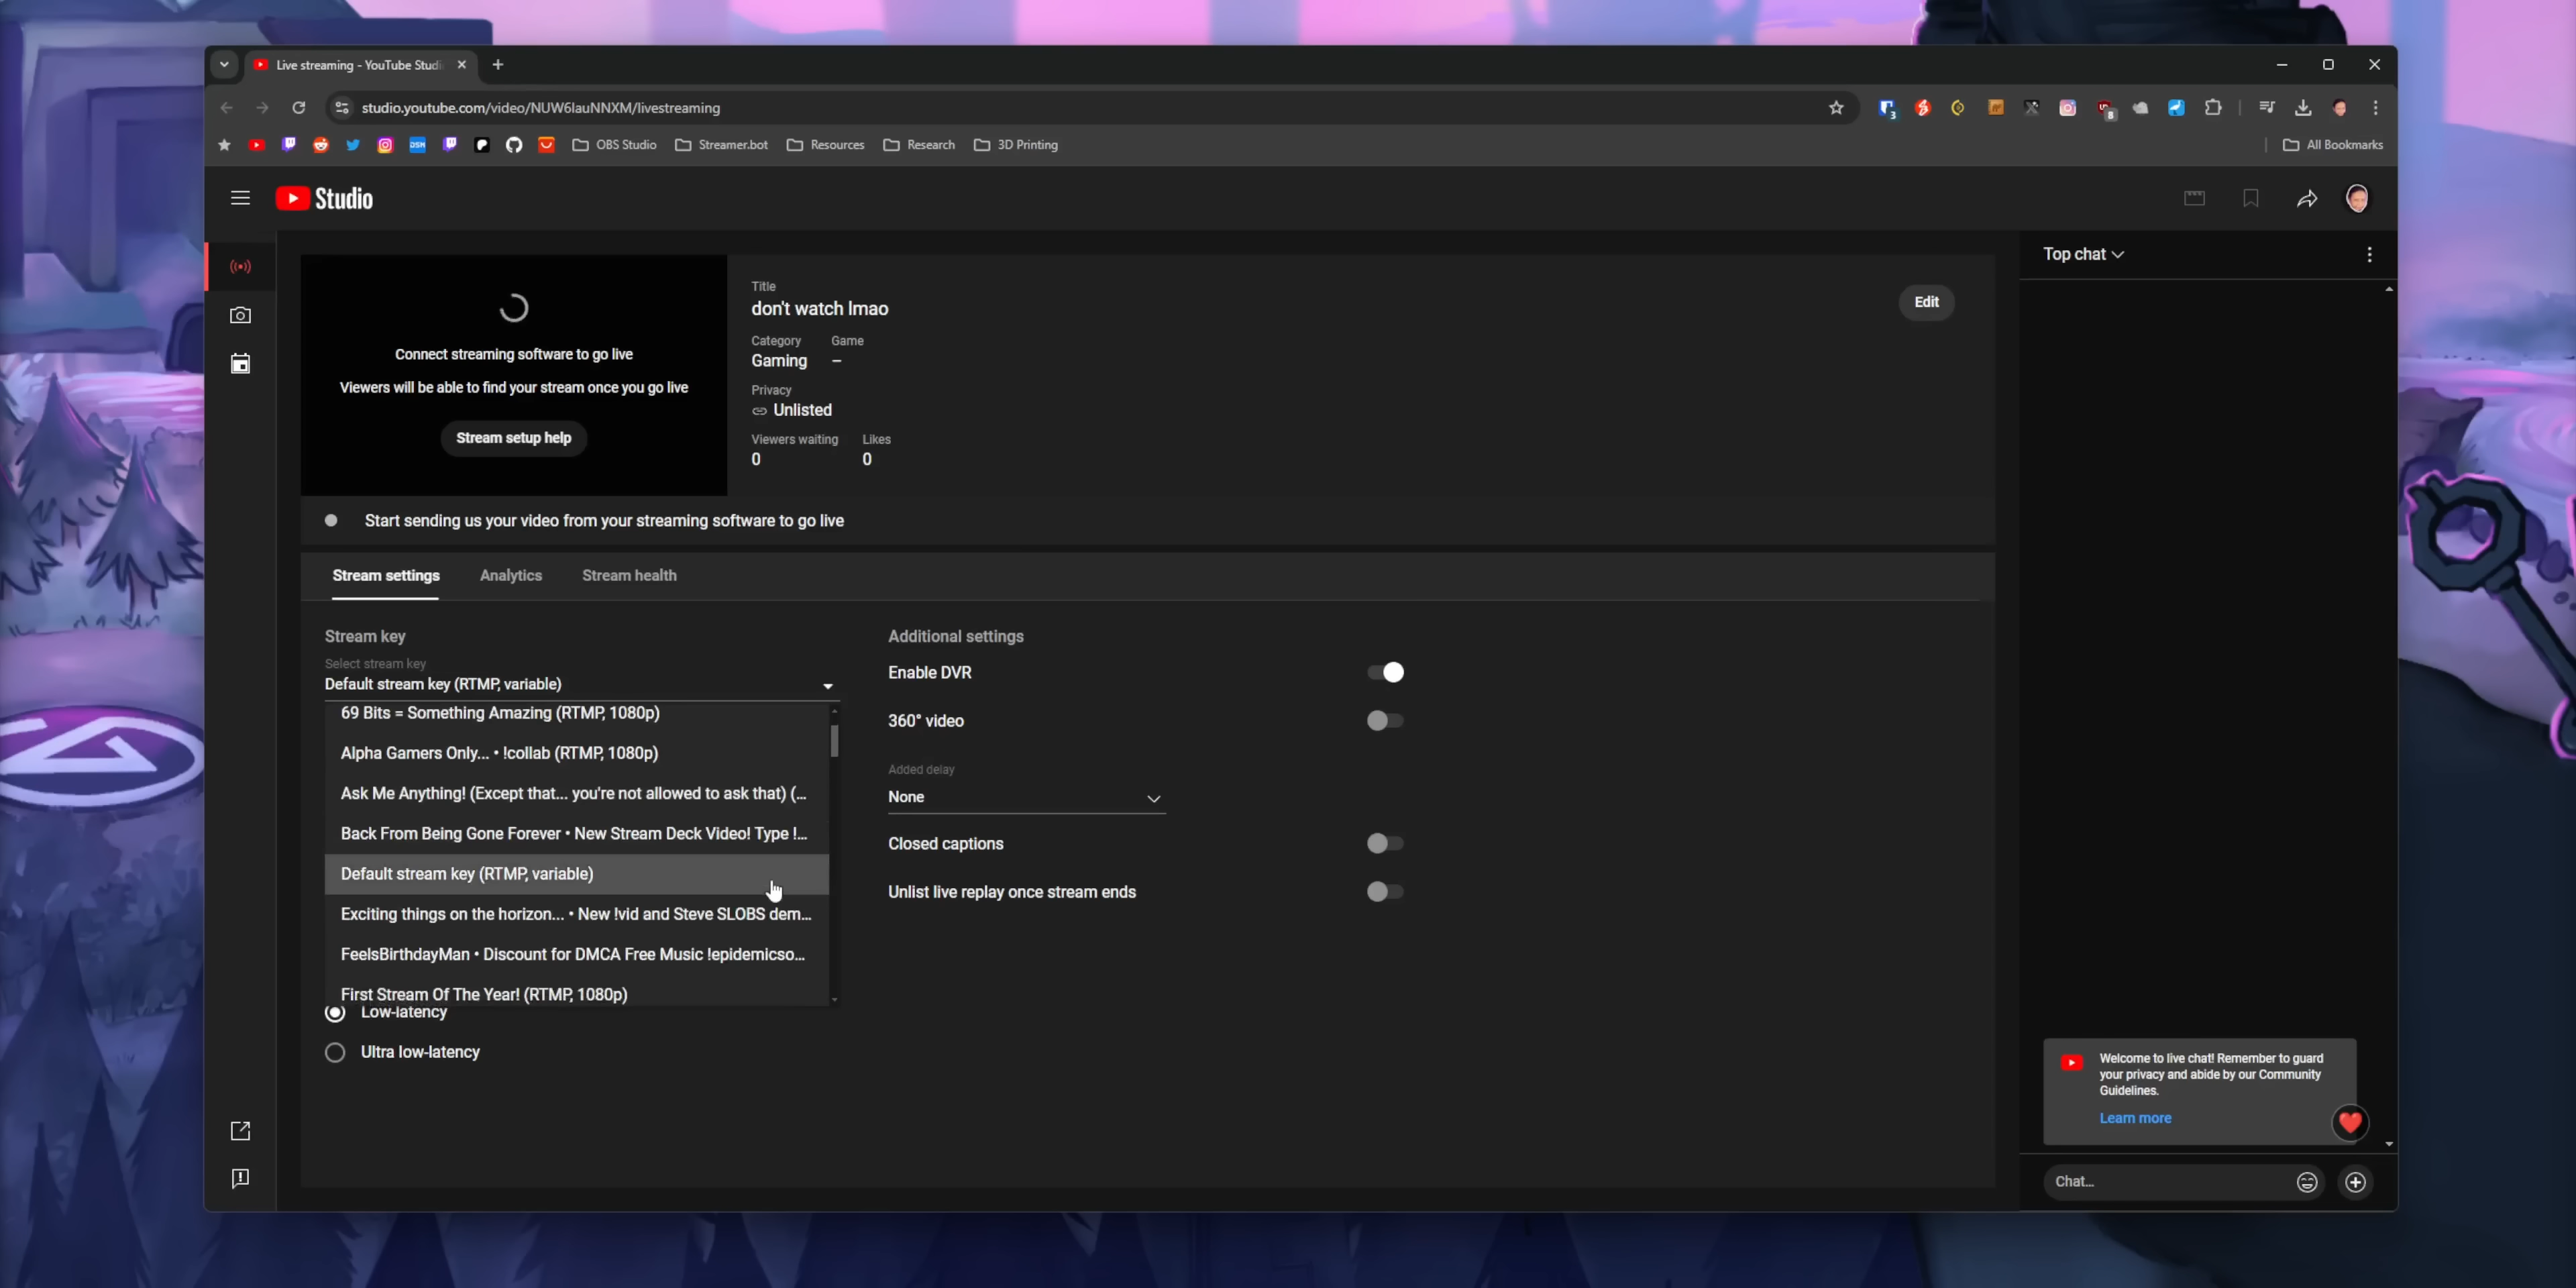 Live streaming - YouTube Studi
studio.youtube.com/video/NUW6lauNNXM/livestreaming
3
8
DSM
OBS Studio
Streamer.bot
Resources
Research
3D Printing
All Bookmarks
Studio
Connect streaming software to go live
Viewers will be able to find your stream once you go live
Stream setup help
Title
don't watch lmao
Edit
Category Game
Gaming –
Privacy
Unlisted
Viewers waiting Likes
0 0
Start sending us your video from your streaming software to go live
Stream settings Analytics Stream health
Stream key
Select stream key
Default stream key (RTMP, variable)
69 Bits = Something Amazing (RTMP, 1080p)
Alpha Gamers Only... • !collab (RTMP, 1080p)
Ask Me Anything! (Except that... you're not allowed to ask that) (...
Back From Being Gone Forever • New Stream Deck Video! Type !...
Default stream key (RTMP, variable)
Exciting things on the horizon... • New !vid and Steve SLOBS dem...
FeelsBirthdayMan • Discount for DMCA Free Music !epidemicso...
First Stream Of The Year! (RTMP, 1080p)
Low-latency
Ultra low-latency
Additional settings
Enable DVR
360° video
Added delay
None
Closed captions
Unlist live replay once stream ends
Top chat
Welcome to live chat! Remember to guard
your privacy and abide by our Community
Guidelines.
Learn more
Chat...